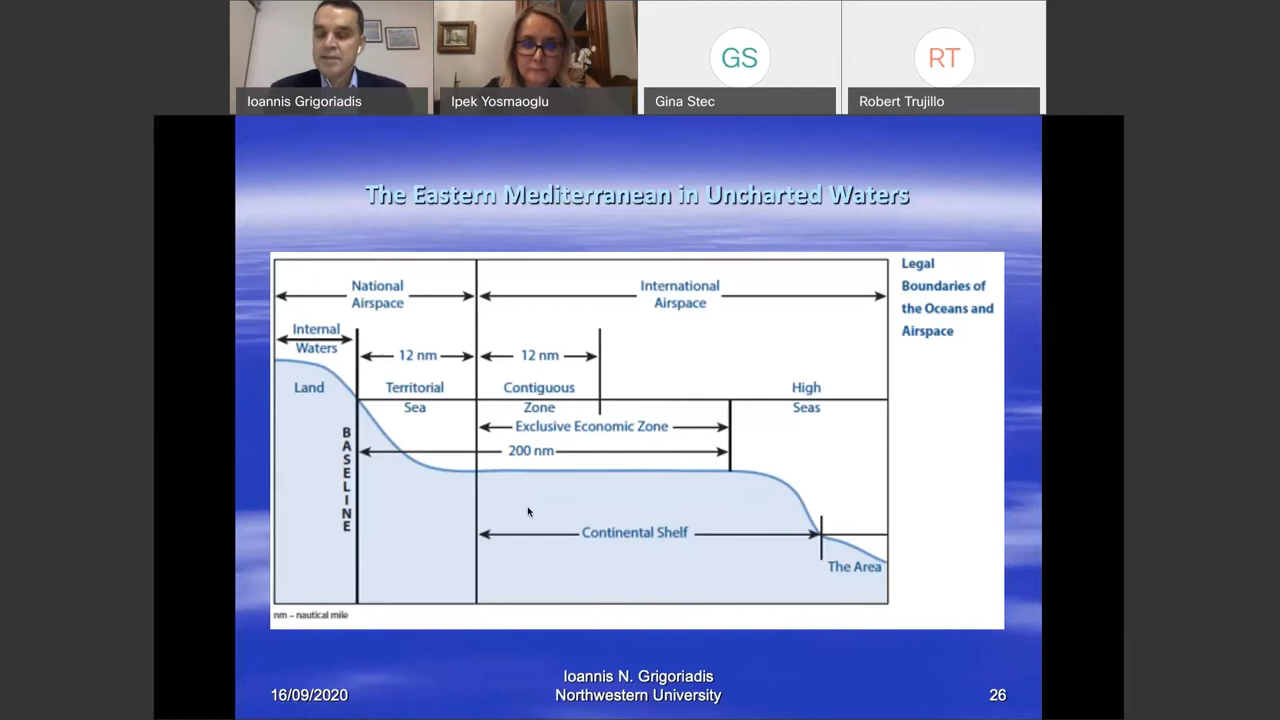 GS
RT
Ioannis Grigoriadis
Ipek Yosmaoglu
Gina Stec
Robert Trujillo
The Eastern Mediterranean in Uncharted Waters
National
Airspace
International
Airspace
Legal
Boundaries of
the Oceans and
Airspace
Internal
Waters
12 nm
12 nm
Land
Territorial
Sea
Contiguous
Zone
High
Seas
Exclusive Economic Zone
200 nm
BASELINE
Continental Shelf
The Area
nm – nautical mile
16/09/2020
Ioannis N. Grigoriadis
Northwestern University
26